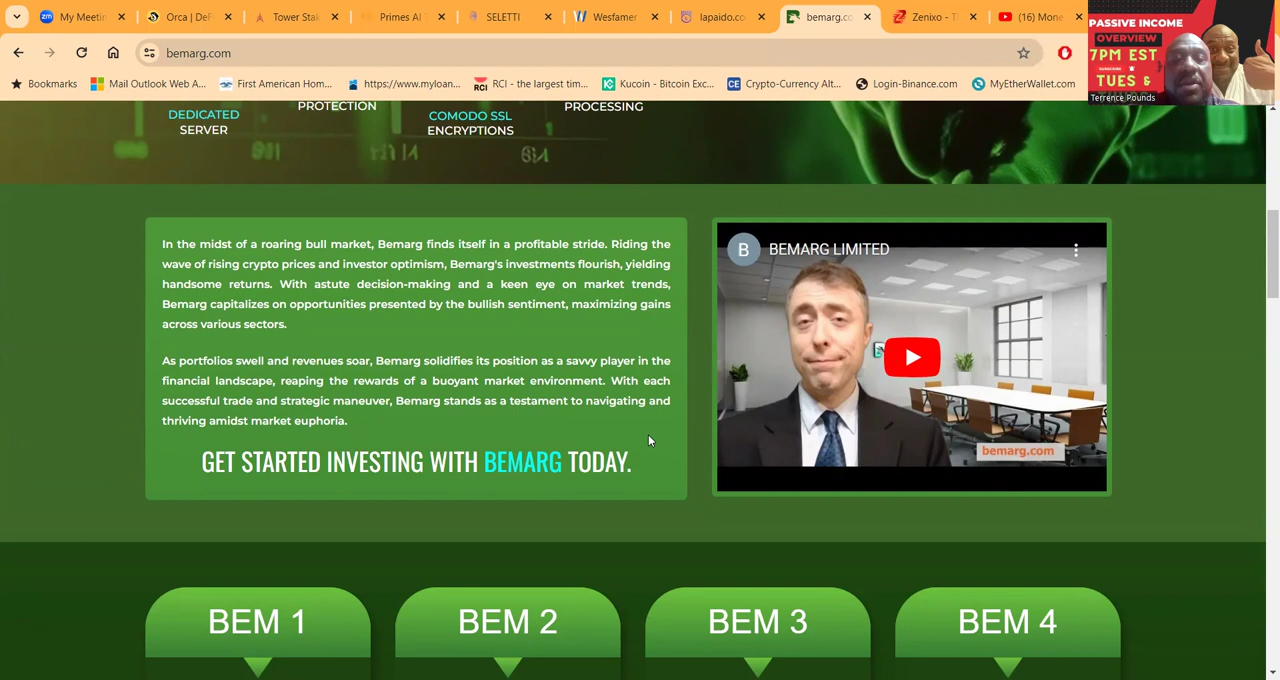 My Meetin
Orca | DeF
Tower Stak
Primes AI T
SELETTI
Wesfamer
lapaido.co
bemarg.co
Zenixo - T
(16) Mone
bemarg.com
Bookmarks
Mail Outlook Web A...
First American Hom...
https://www.myloan...
RCI - the largest tim...
Kucoin - Bitcoin Exc...
Crypto-Currency Alt...
Login-Binance.com
MyEtherWallet.com
PASSIVE INCOME
OVERVIEW
7PM EST
TUES &
Terrence Pounds
DEDICATED
SERVER
PROTECTION
COMODO SSL
ENCRYPTIONS
PROCESSING
In the midst of a roaring bull market, Bemarg finds itself in a profitable stride. Riding the
wave of rising crypto prices and investor optimism, Bemarg's investments flourish, yielding
handsome returns. With astute decision-making and a keen eye on market trends,
Bemarg capitalizes on opportunities presented by the bullish sentiment, maximizing gains
across various sectors.
As portfolios swell and revenues soar, Bemarg solidifies its position as a savvy player in the
financial landscape, reaping the rewards of a buoyant market environment. With each
successful trade and strategic maneuver, Bemarg stands as a testament to navigating and
thriving amidst market euphoria.
GET STARTED INVESTING WITH BEMARG TODAY.
B
BEMARG LIMITED
bemarg.com
BEM 1
BEM 2
BEM 3
BEM 4